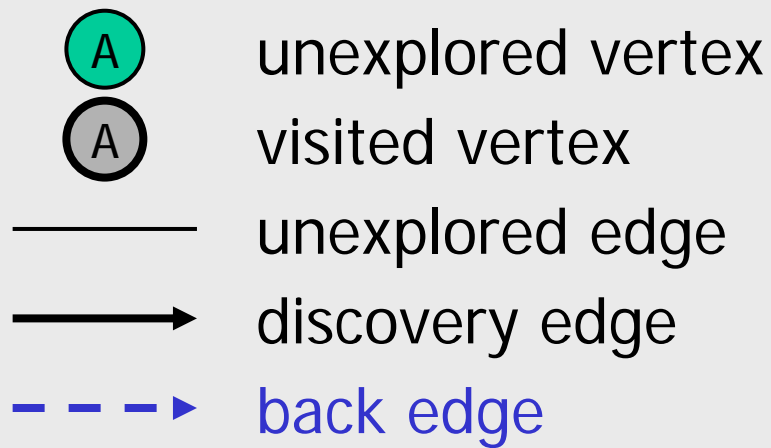 A unexplored vertex
A visited vertex
unexplored edge
discovery edge
back edge